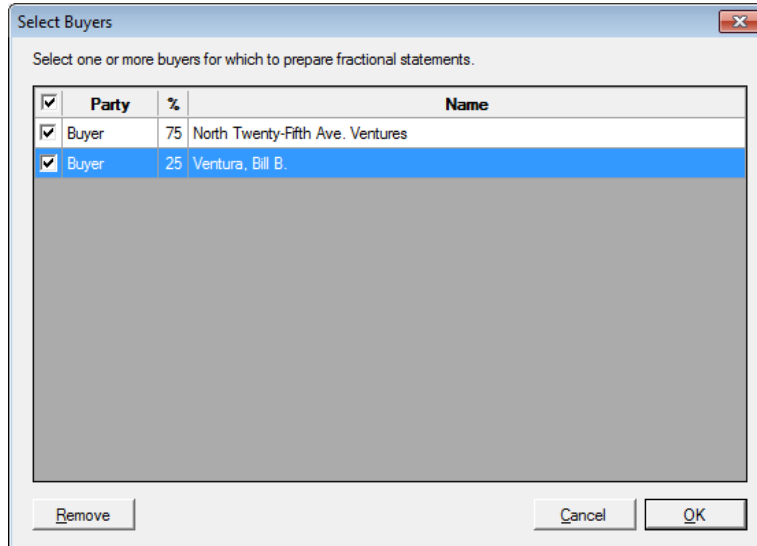 Select Buyers
Select one or more buyers for which to prepare fractional statements.
Party % Name
Buyer 75 North Twenty-Fifth Ave. Ventures
Buyer 25 Ventura, Bill B.
Remove Cancel OK